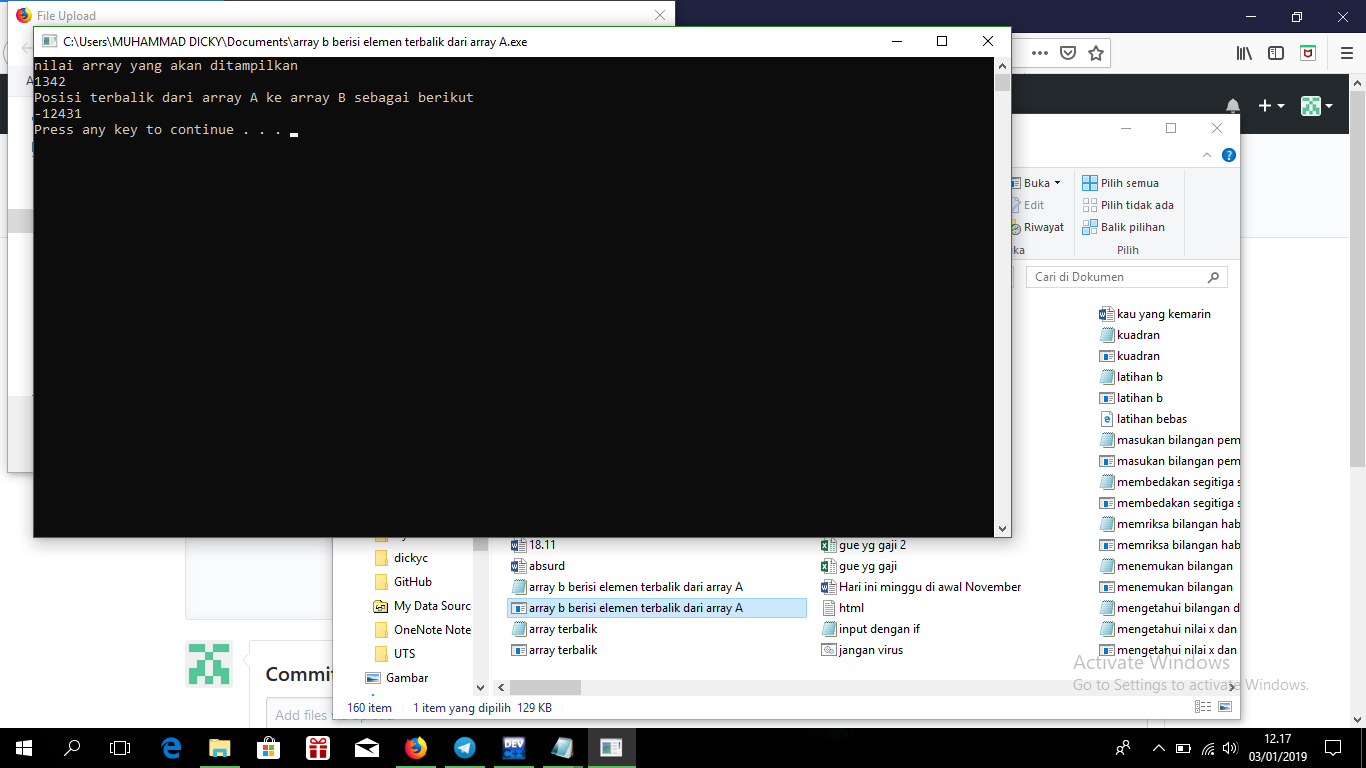 File Upload
C:\Users\MUHAMMAD DICKY\Documents\array b berisi elemen terbalik dari array A.exe
nilai array yang akan ditampilkan
1342
Posisi terbalik dari array A ke array B sebagai berikut
-12431
Press any key to continue . . .
Buka
Pilih semua
Edit
Pilih tidak ada
Riwayat
Balik pilihan
Pilih
Cari di Dokumen
kau yang kemarin
kuadran
kuadran
latihan b
latihan b
latihan bebas
masukan bilangan pem
masukan bilangan pem
membedakan segitiga s
membedakan segitiga s
memriksa bilangan hab
memriksa bilangan hab
menemukan bilangan
menemukan bilangan
mengetahui bilangan d
mengetahui nilai x dan
mengetahui nilai x dan
18.11
absurd
array b berisi elemen terbalik dari array A
array b berisi elemen terbalik dari array A
array terbalik
array terbalik
gue yg gaji 2
gue yg gaji
Hari ini minggu di awal November
html
input dengan if
jangan virus
dickyc
GitHub
My Data Sourc
OneNote Note
UTS
Gambar
160 item 1 item yang dipilih 129 KB
Commit
Add files via upload
Activate Windows
Go to Settings to activate Windows.
DEV
12.17
03/01/2019